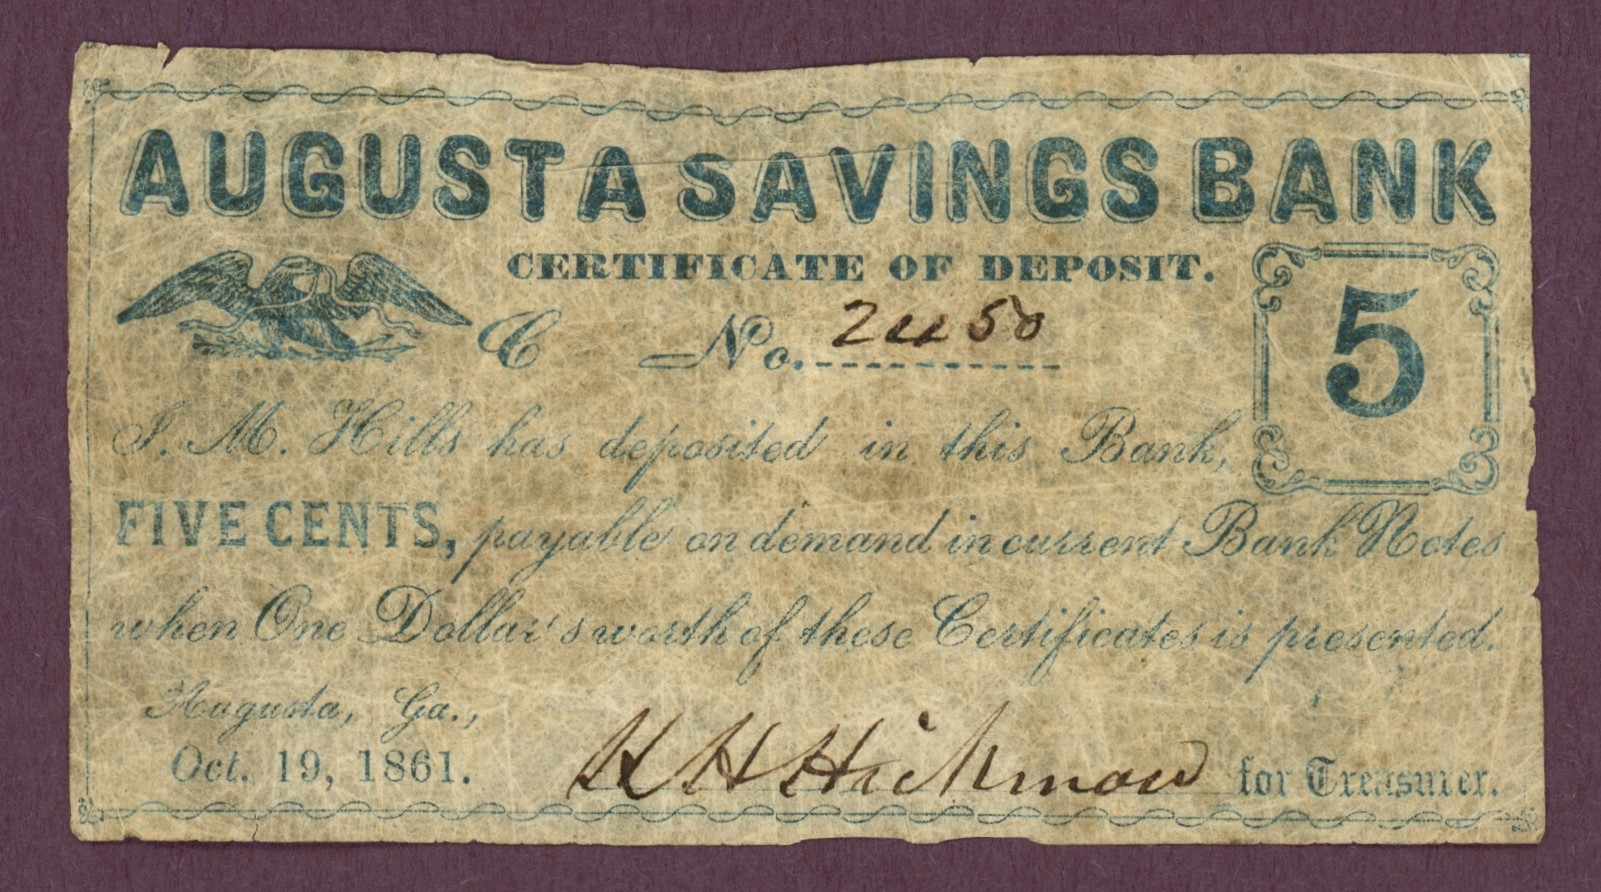 AUGUSTA SAVINGS BANK
CERTIFICATE OF DEPOSIT.
C No. 2450
5
I. M. Hills has deposited in this Bank,
FIVE CENTS, payable on demand in current Bank Notes
when One Dollar's worth of these Certificates is presented.
Augusta, Ga.,
Oct. 19, 1861.
H H Hickman for Treasurer.